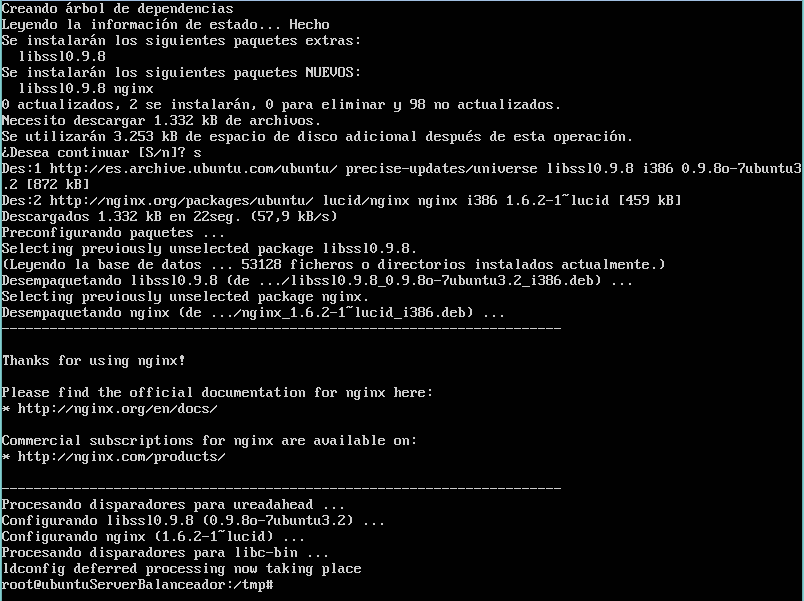 Creando árbol de dependencias
Leyendo la información de estado... Hecho
Se instalarán los siguientes paquetes extras:
  libssl0.9.8
Se instalarán los siguientes paquetes NUEVOS:
  libssl0.9.8 nginx
0 actualizados, 2 se instalarán, 0 para eliminar y 98 no actualizados.
Necesito descargar 1.332 kB de archivos.
Se utilizarán 3.253 kB de espacio de disco adicional después de esta operación.
¿Desea continuar [S/n]? s
Des:1 http://es.archive.ubuntu.com/ubuntu/ precise-updates/universe libssl0.9.8 i386 0.9.8o-7ubuntu3
.2 [872 kB]
Des:2 http://nginx.org/packages/ubuntu/ lucid/nginx nginx i386 1.6.2-1~lucid [459 kB]
Descargados 1.332 kB en 22seg. (57,9 kB/s)
Preconfigurando paquetes ...
Selecting previously unselected package libssl0.9.8.
(Leyendo la base de datos ... 53128 ficheros o directorios instalados actualmente.)
Desempaquetando libssl0.9.8 (de .../libssl0.9.8_0.9.8o-7ubuntu3.2_i386.deb) ...
Selecting previously unselected package nginx.
Desempaquetando nginx (de .../nginx_1.6.2-1~lucid_i386.deb) ...
----------------------------------------------------------------------
Thanks for using nginx!
Please find the official documentation for nginx here:
* http://nginx.org/en/docs/
Commercial subscriptions for nginx are available on:
* http://nginx.com/products/
----------------------------------------------------------------------
Procesando disparadores para ureadahead ...
Configurando libssl0.9.8 (0.9.8o-7ubuntu3.2) ...
Configurando nginx (1.6.2-1~lucid) ...
Procesando disparadores para libc-bin ...
ldconfig deferred processing now taking place
root@ubuntuServerBalanceador:/tmp#